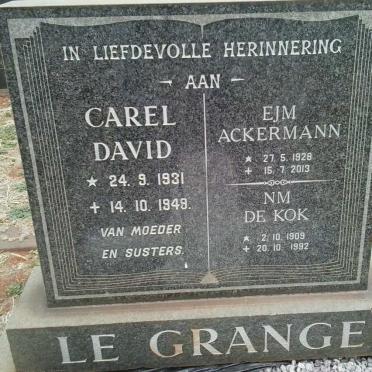 IN LIEFDEVOLLE HERINNERING
AAN
CAREL
DAVID
★ 24. 9. 1931
+ 14. 10. 1949.
VAN MOEDER
EN SUSTERS.
EJM
ACKERMANN
★ 27. 5. 1928
+ 15. 7. 2013
NM
DE KOK
★ 2. 10. 1909
+ 20. 10. 1992
LE GRANGE